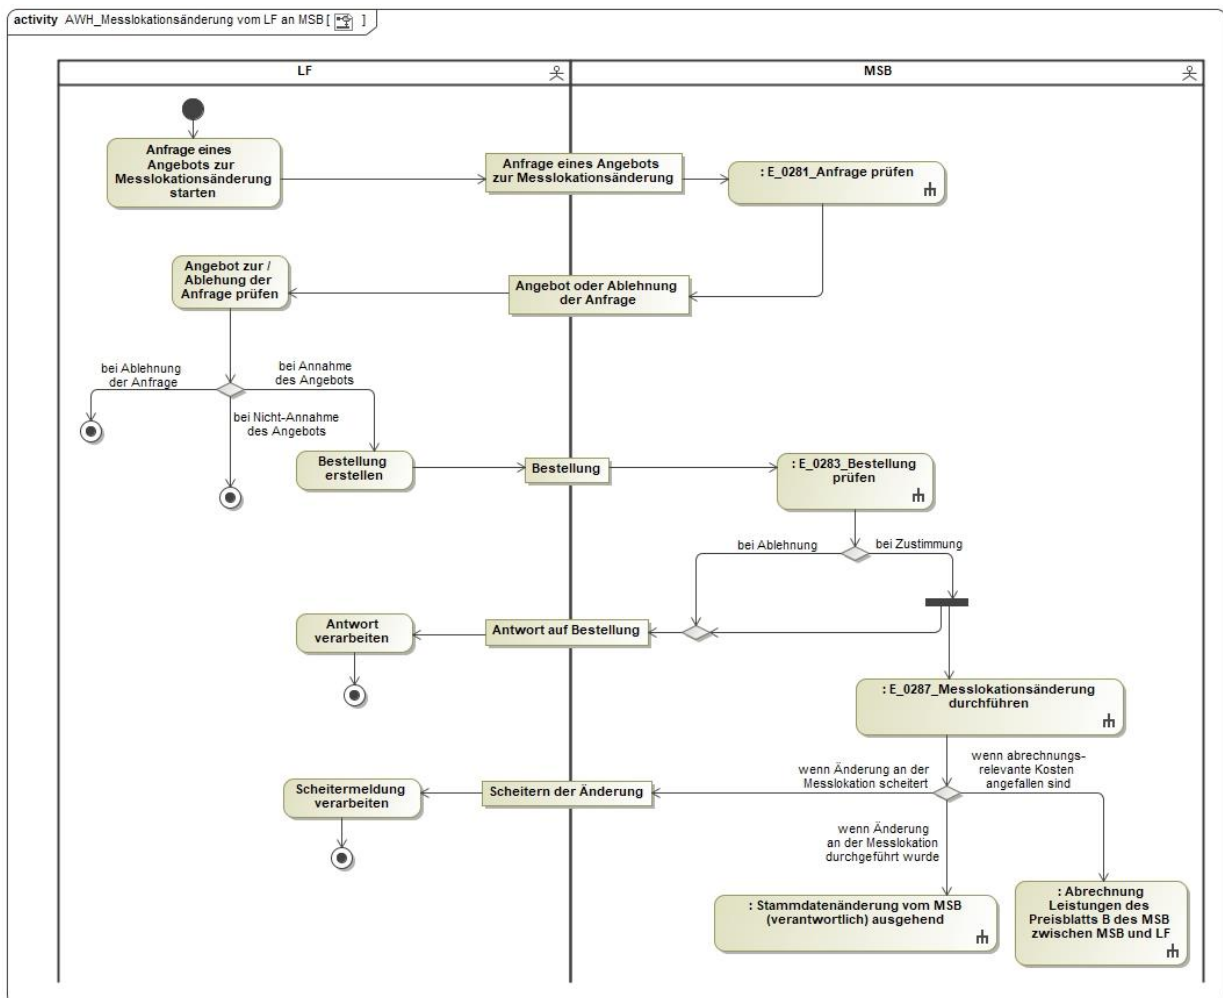 activity AWH_Messlokationsänderung vom LF an MSB [ ]
LF
MSB
Anfrage eines
Angebots zur
Messlokationsänderung
starten
Anfrage eines Angebots
zur Messlokationsänderung
: E_0281_Anfrage prüfen
Angebot zur /
Ablehung der
Anfrage prüfen
Angebot oder Ablehnung
der Anfrage
bei Ablehnung
der Anfrage
bei Annahme
des Angebots
bei Nicht-Annahme
des Angebots
Bestellung
erstellen
Bestellung
: E_0283_Bestellung
prüfen
bei Ablehnung
bei Zustimmung
Antwort
verarbeiten
Antwort auf Bestellung
: E_0287_Messlokationsänderung
durchführen
wenn Änderung an der
Messlokation scheitert
wenn abrechnungs-
relevante Kosten
angefallen sind
Scheitermeldung
verarbeiten
Scheitern der Änderung
wenn Änderung
an der Messlokation
durchgeführt wurde
: Stammdatenänderung vom MSB
(verantwortlich) ausgehend
: Abrechnung
Leistungen des
Preisblatts B des MSB
zwischen MSB und LF